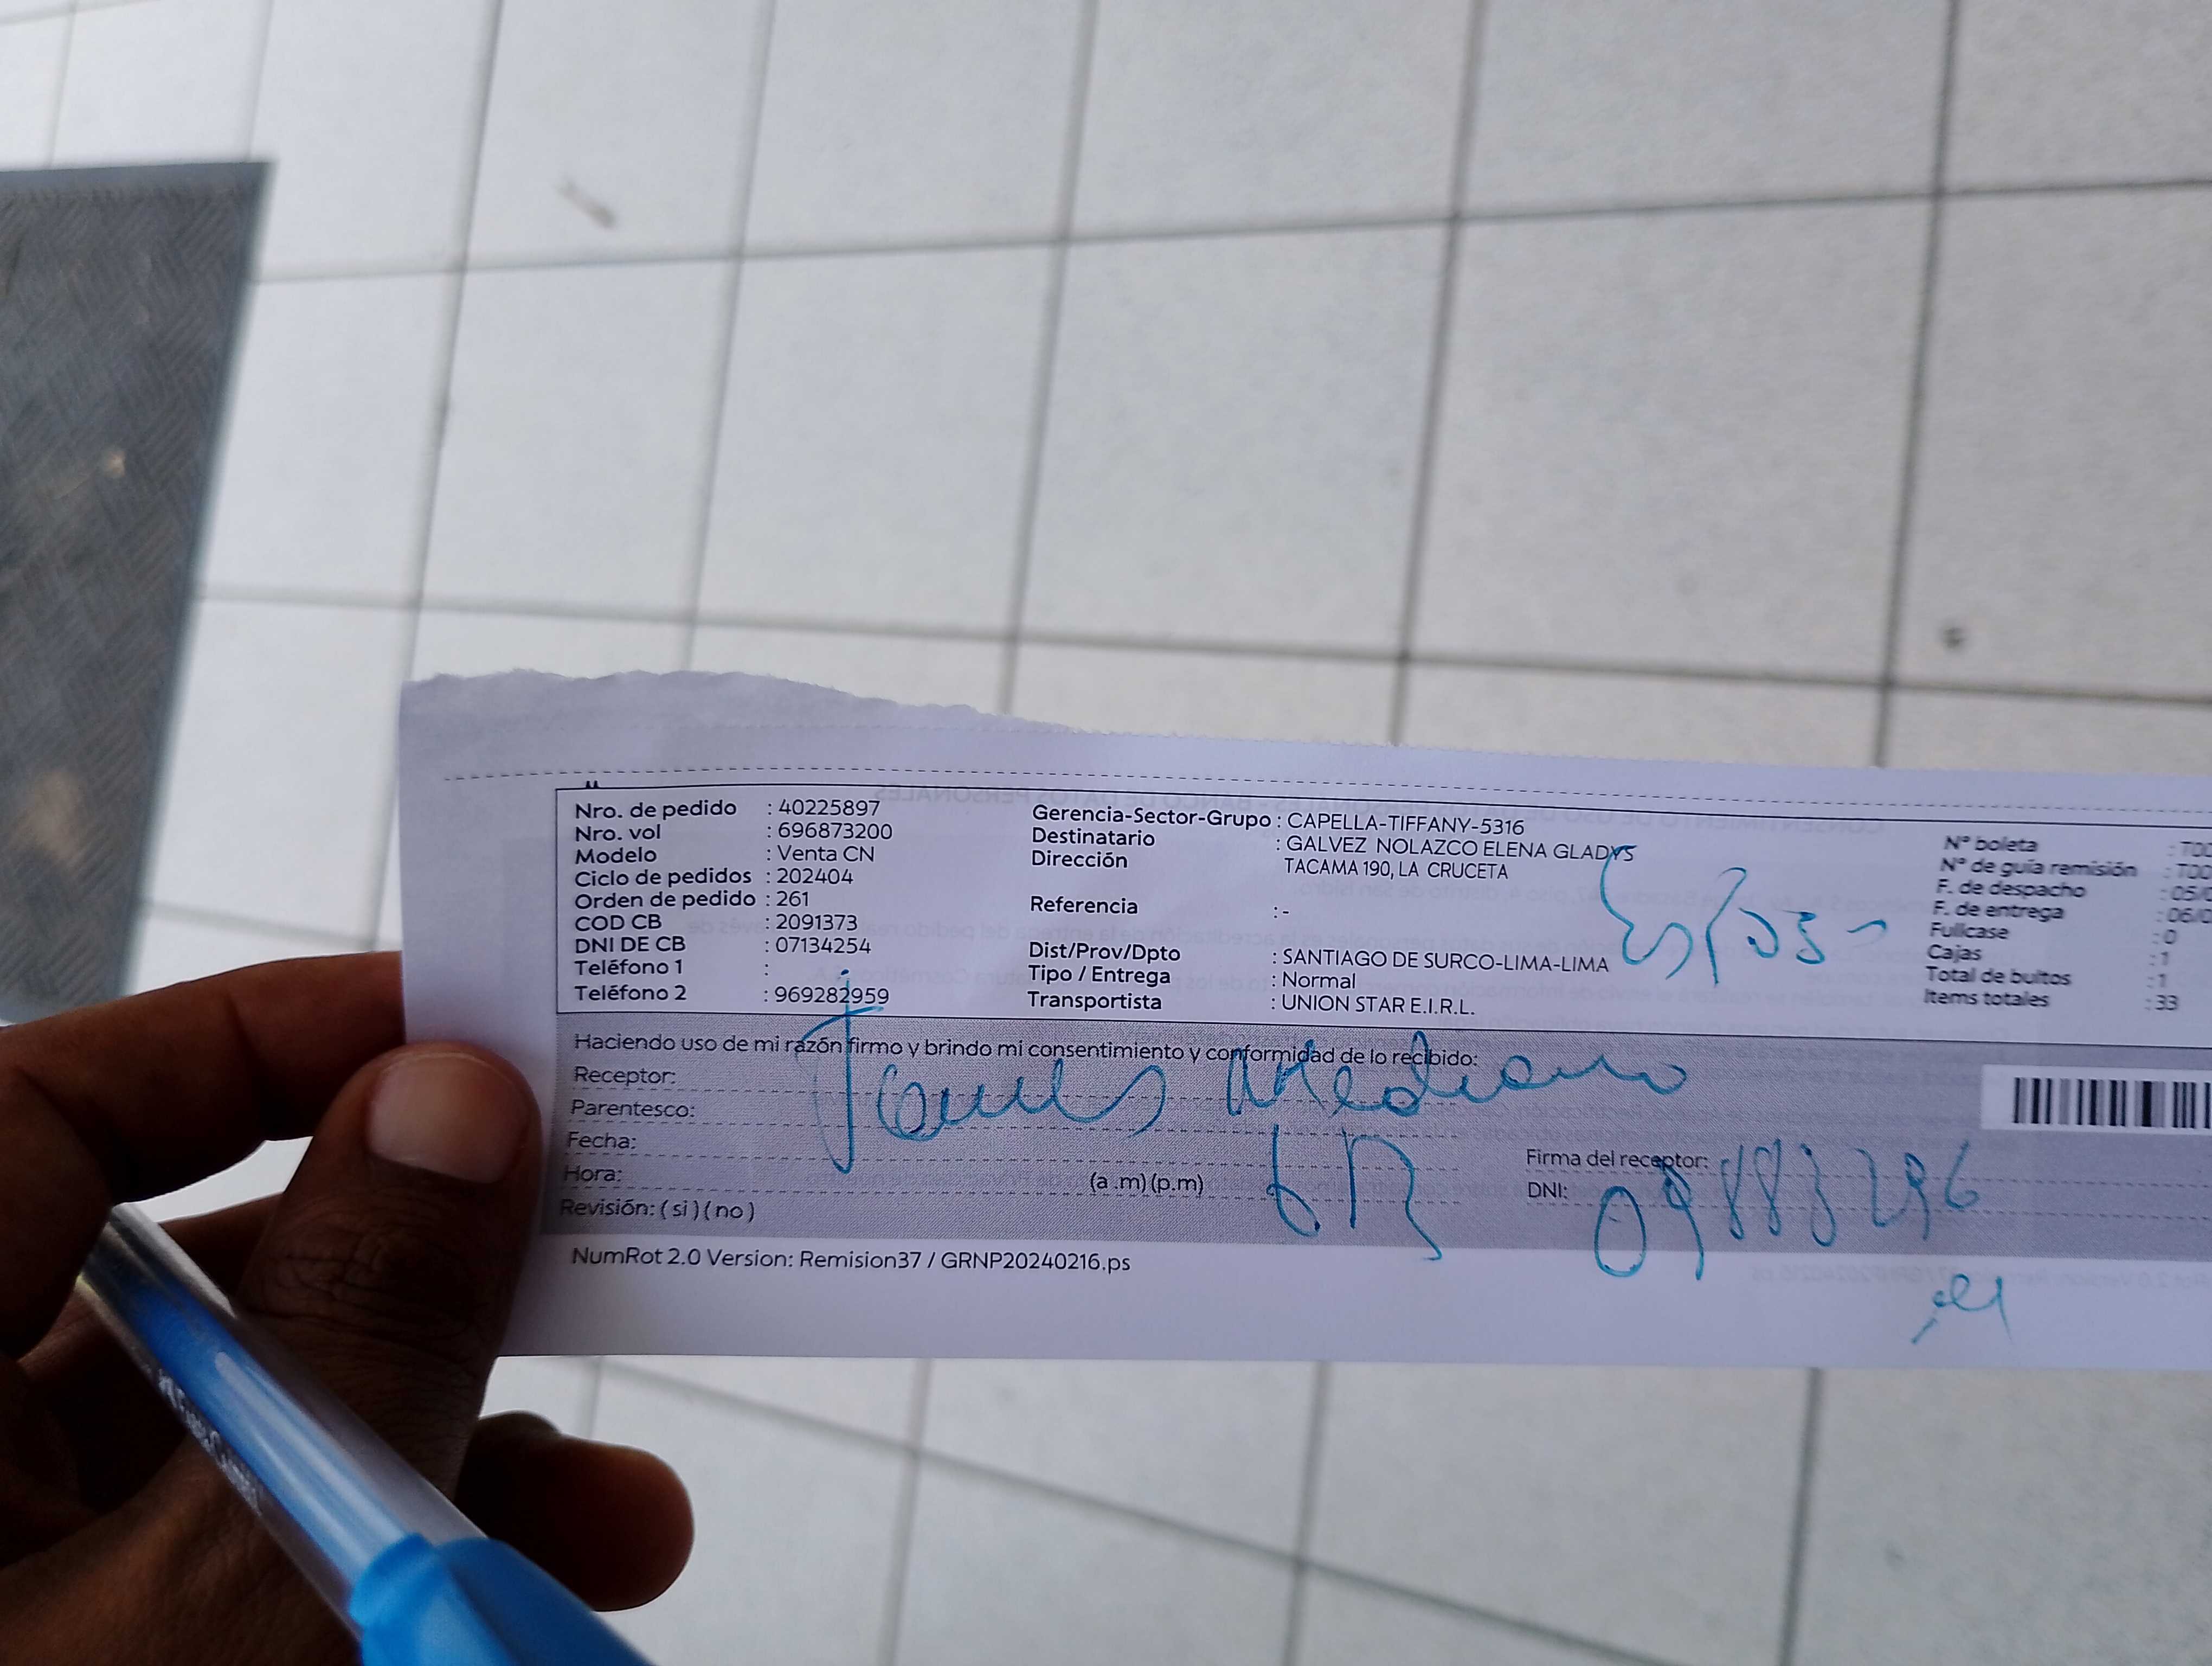 Nro. de pedido : 40225897
Nro. vol : 696873200
Modelo : Venta CN
Ciclo de pedidos : 202404
Orden de pedido : 261
COD CB : 2091373
DNI DE CB : 07134254
Teléfono 1 :
Teléfono 2 : 969282959
Gerencia-Sector-Grupo : CAPELLA-TIFFANY-5316
Destinatario : GALVEZ NOLAZCO ELENA GLADYS
Dirección TACAMA 190, LA CRUCETA
Referencia : -
Dist/Prov/Dpto : SANTIAGO DE SURCO-LIMA-LIMA
Tipo / Entrega : Normal
Transportista : UNION STAR E.I.R.L.
N° boleta : T00
N° de guía remisión : T00
F. de despacho : 05/
F. de entrega : 06/0
Fullcase : 0
Cajas : 1
Total de bultos : 1
Items totales : 33
Haciendo uso de mi razón firmo y brindo mi consentimiento y conformidad de lo recibido:
Receptor:
Parentesco:
Fecha:
Hora: (a .m) (p.m)
Revisión: ( si ) ( no )
Firma del receptor:
DNI: 09883296
NumRot 2.0 Version: Remision37 / GRNP20240216.ps